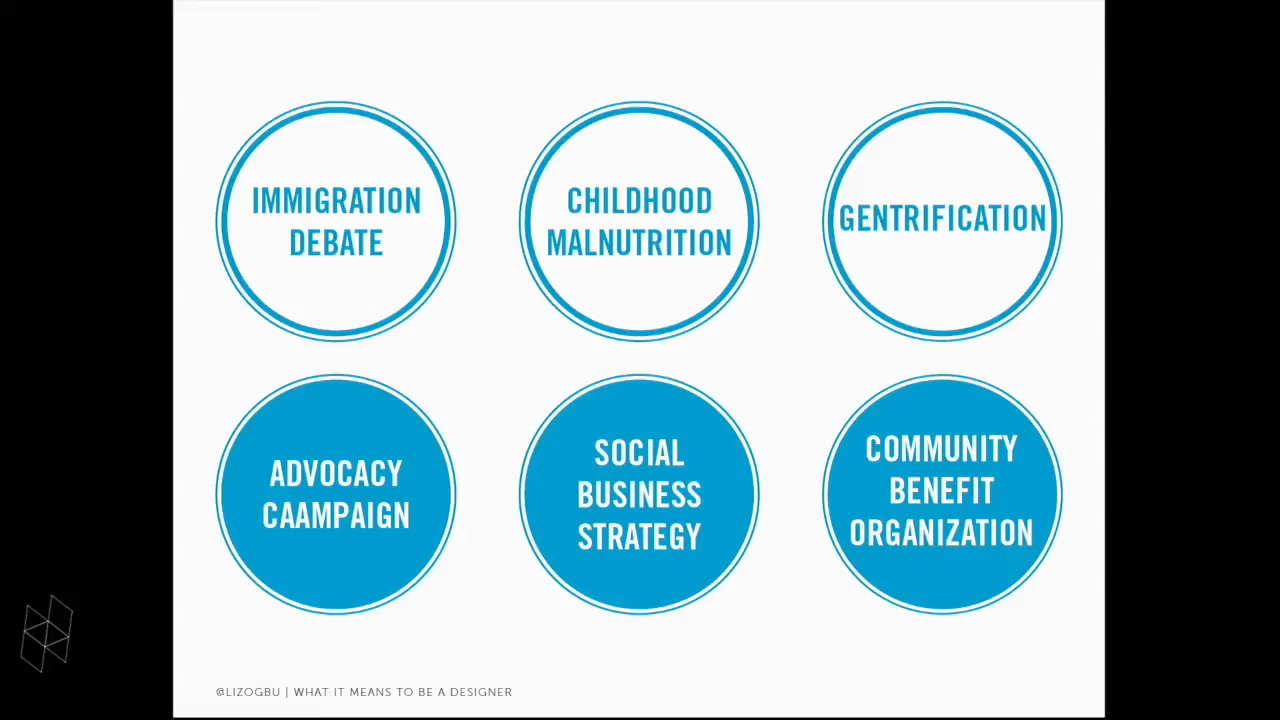 IMMIGRATION
DEBATE
CHILDHOOD
MALNUTRITION
GENTRIFICATION
ADVOCACY
CAAMPAIGN
SOCIAL
BUSINESS
STRATEGY
COMMUNITY
BENEFIT
ORGANIZATION
@LIZOGBU | WHAT IT MEANS TO BE A DESIGNER